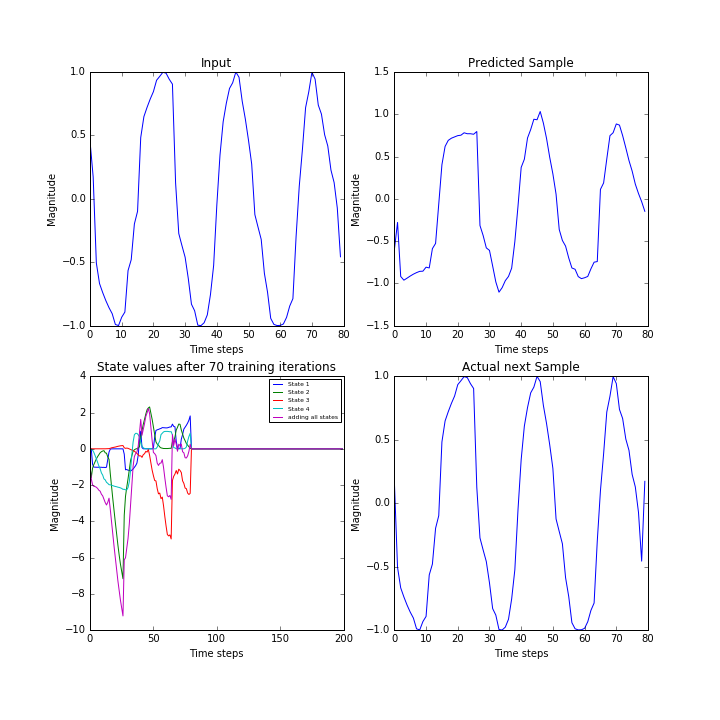 Input
Magnitude
1.0
0.5
0.0
−0.5
−1.0
0 10 20 30 40 50 60 70 80
Time steps
Predicted Sample
Magnitude
1.5
1.0
0.5
0.0
−0.5
−1.0
−1.5
0 10 20 30 40 50 60 70 80
Time steps
State values after 70 training iterations
Magnitude
4
2
0
−2
−4
−6
−8
−10
0 50 100 150 200
Time steps
State 1
State 2
State 3
State 4
adding all states
Actual next Sample
Magnitude
1.0
0.5
0.0
−0.5
−1.0
0 10 20 30 40 50 60 70 80
Time steps